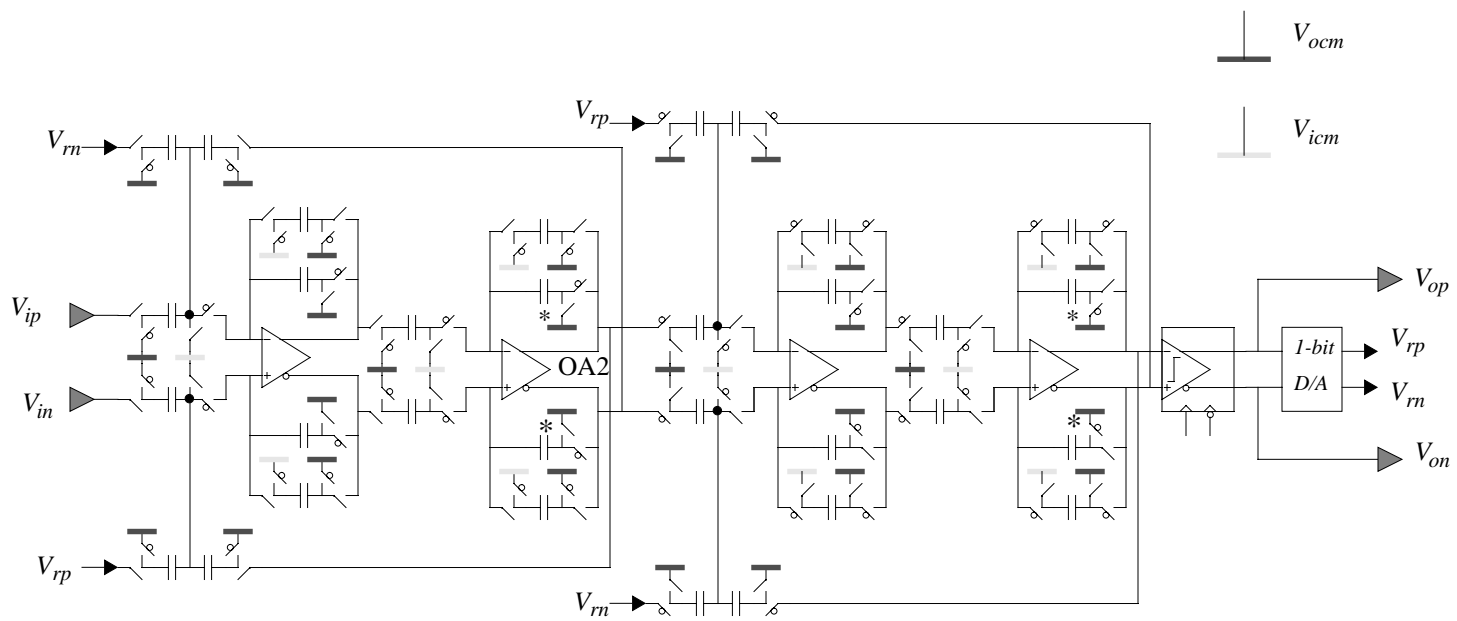 V_ocm
V_rp
V_rn
V_icm
V_ip
*
*
V_op
OA2
1-bit
D/A
V_rp
V_in
V_rn
*
*
V_on
V_rp
V_rn